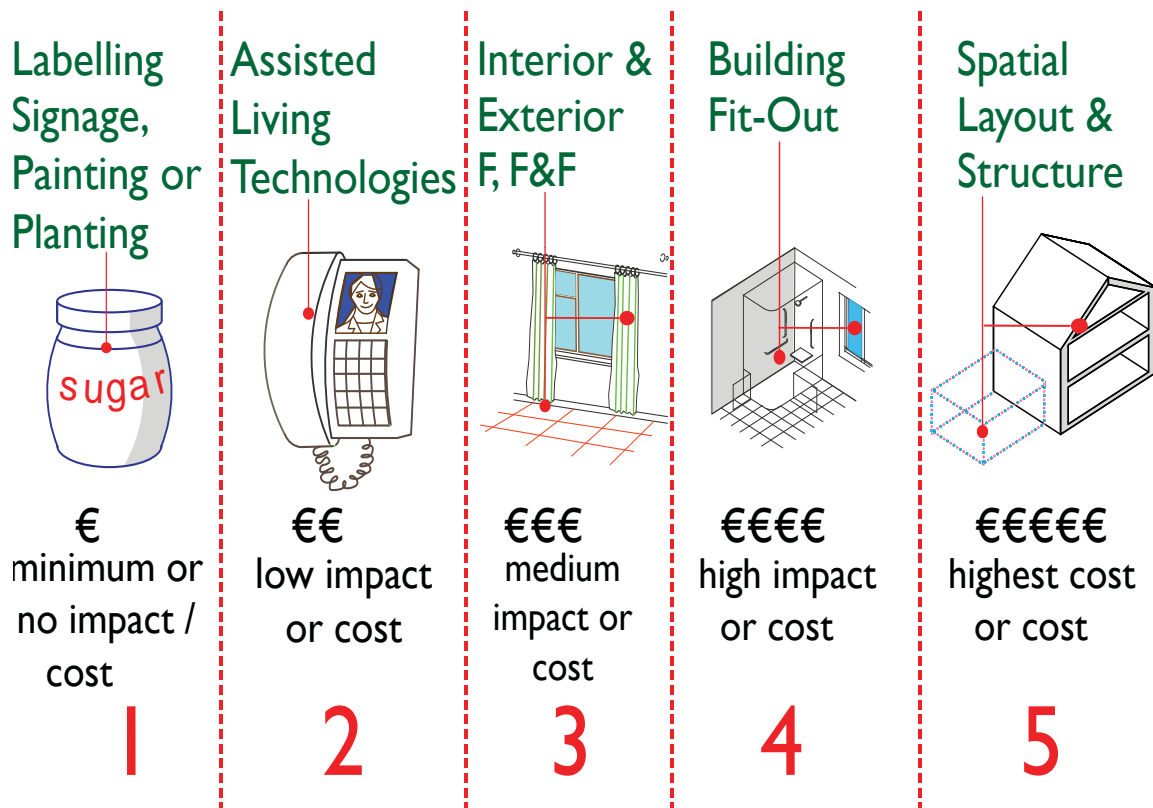 Labelling
Signage,
Painting or
Planting
sugar
€
minimum or
no impact /
cost
1
Assisted
Living
Technologies
€€
low impact
or cost
2
Interior &
Exterior
F, F&F
€€€
medium
impact or
cost
3
Building
Fit-Out
€€€€
high impact
or cost
4
Spatial
Layout &
Structure
€€€€€
highest cost
or cost
5